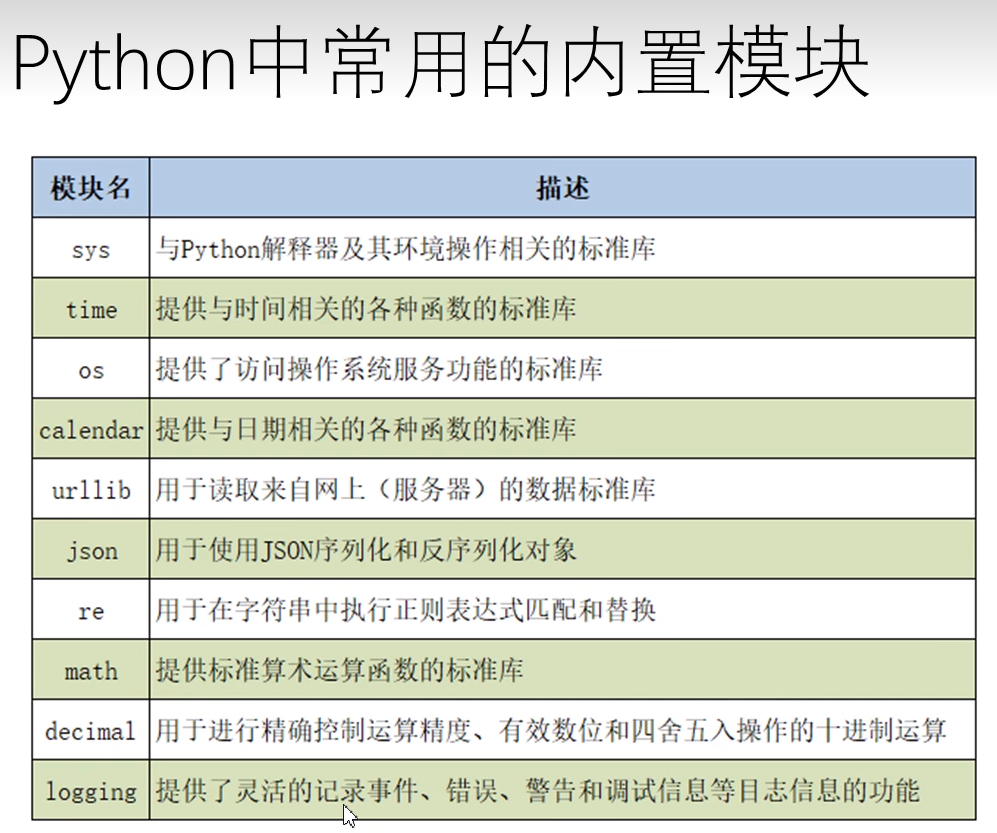 Python中常用的内置模块
模块名 描述
sys 与Python解释器及其环境操作相关的标准库
time 提供与时间相关的各种函数的标准库
os 提供了访问操作系统服务功能的标准库
calendar 提供与日期相关的各种函数的标准库
urllib 用于读取来自网上（服务器）的数据标准库
json 用于使用JSON序列化和反序列化对象
re 用于在字符串中执行正则表达式匹配和替换
math 提供标准算术运算函数的标准库
decimal 用于进行精确控制运算精度、有效数位和四舍五入操作的十进制运算
logging 提供了灵活的记录事件、错误、警告和调试信息等目志信息的功能